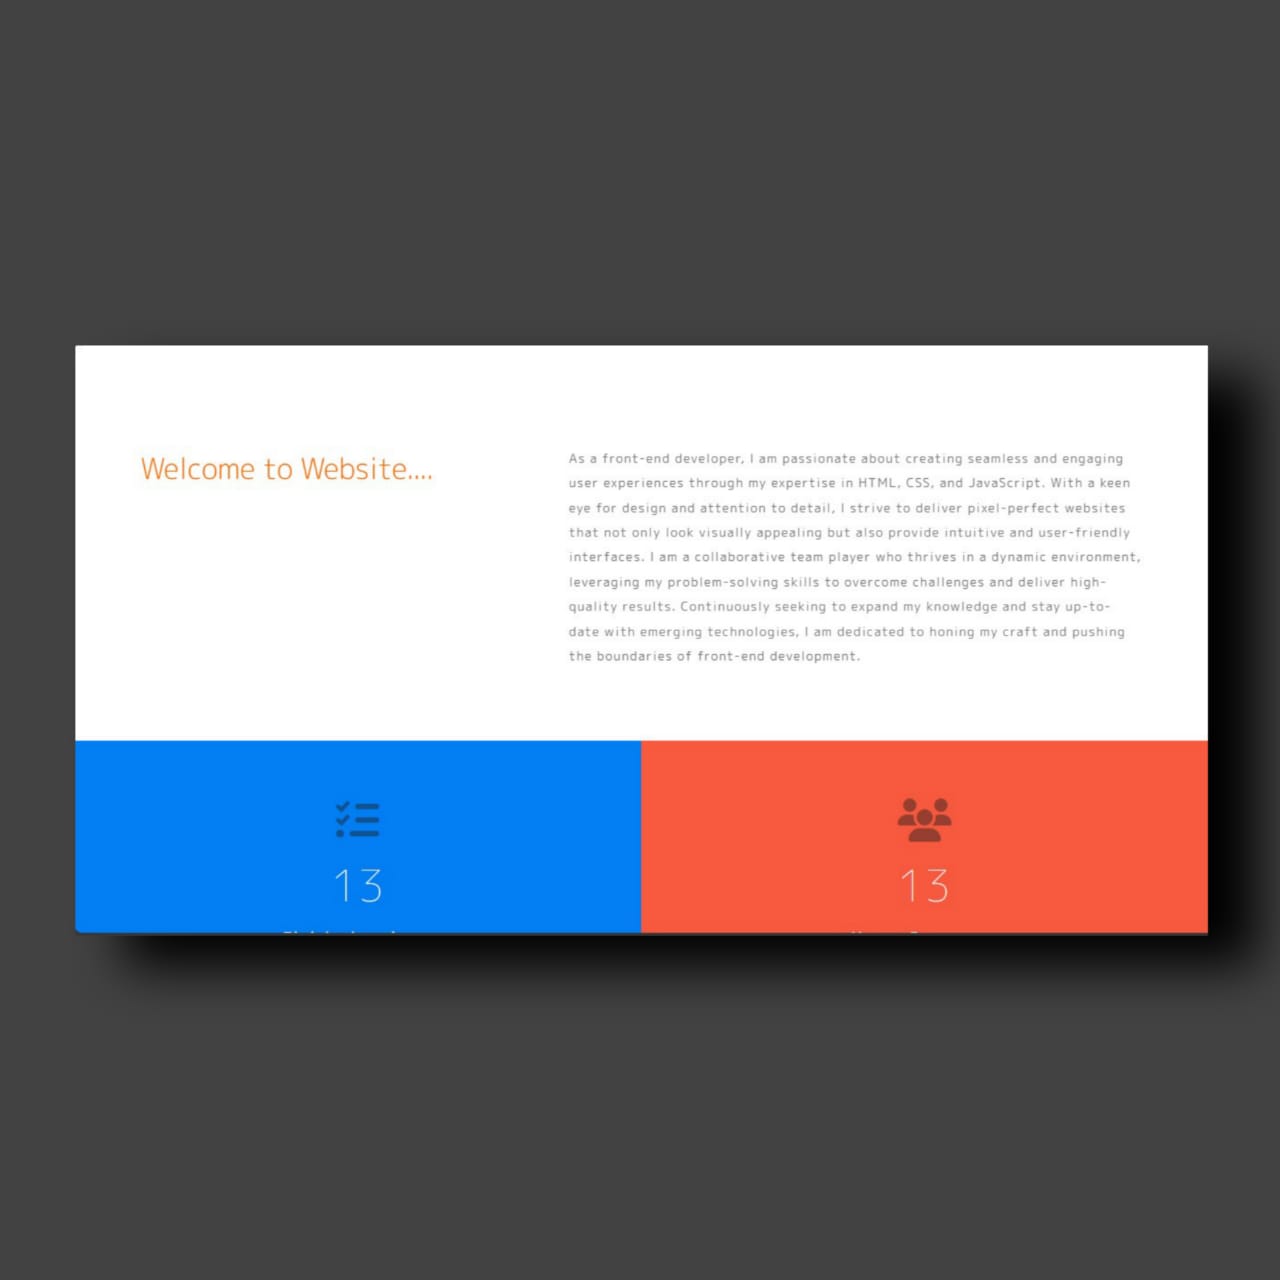 Welcome to Website....
As a front-end developer, I am passionate about creating seamless and engaging
user experiences through my expertise in HTML, CSS, and JavaScript. With a keen
eye for design and attention to detail, I strive to deliver pixel-perfect websites
that not only look visually appealing but also provide intuitive and user-friendly
interfaces. I am a collaborative team player who thrives in a dynamic environment,
leveraging my problem-solving skills to overcome challenges and deliver high-
quality results. Continuously seeking to expand my knowledge and stay up-to-
date with emerging technologies, I am dedicated to honing my craft and pushing
the boundaries of front-end development.
13
13